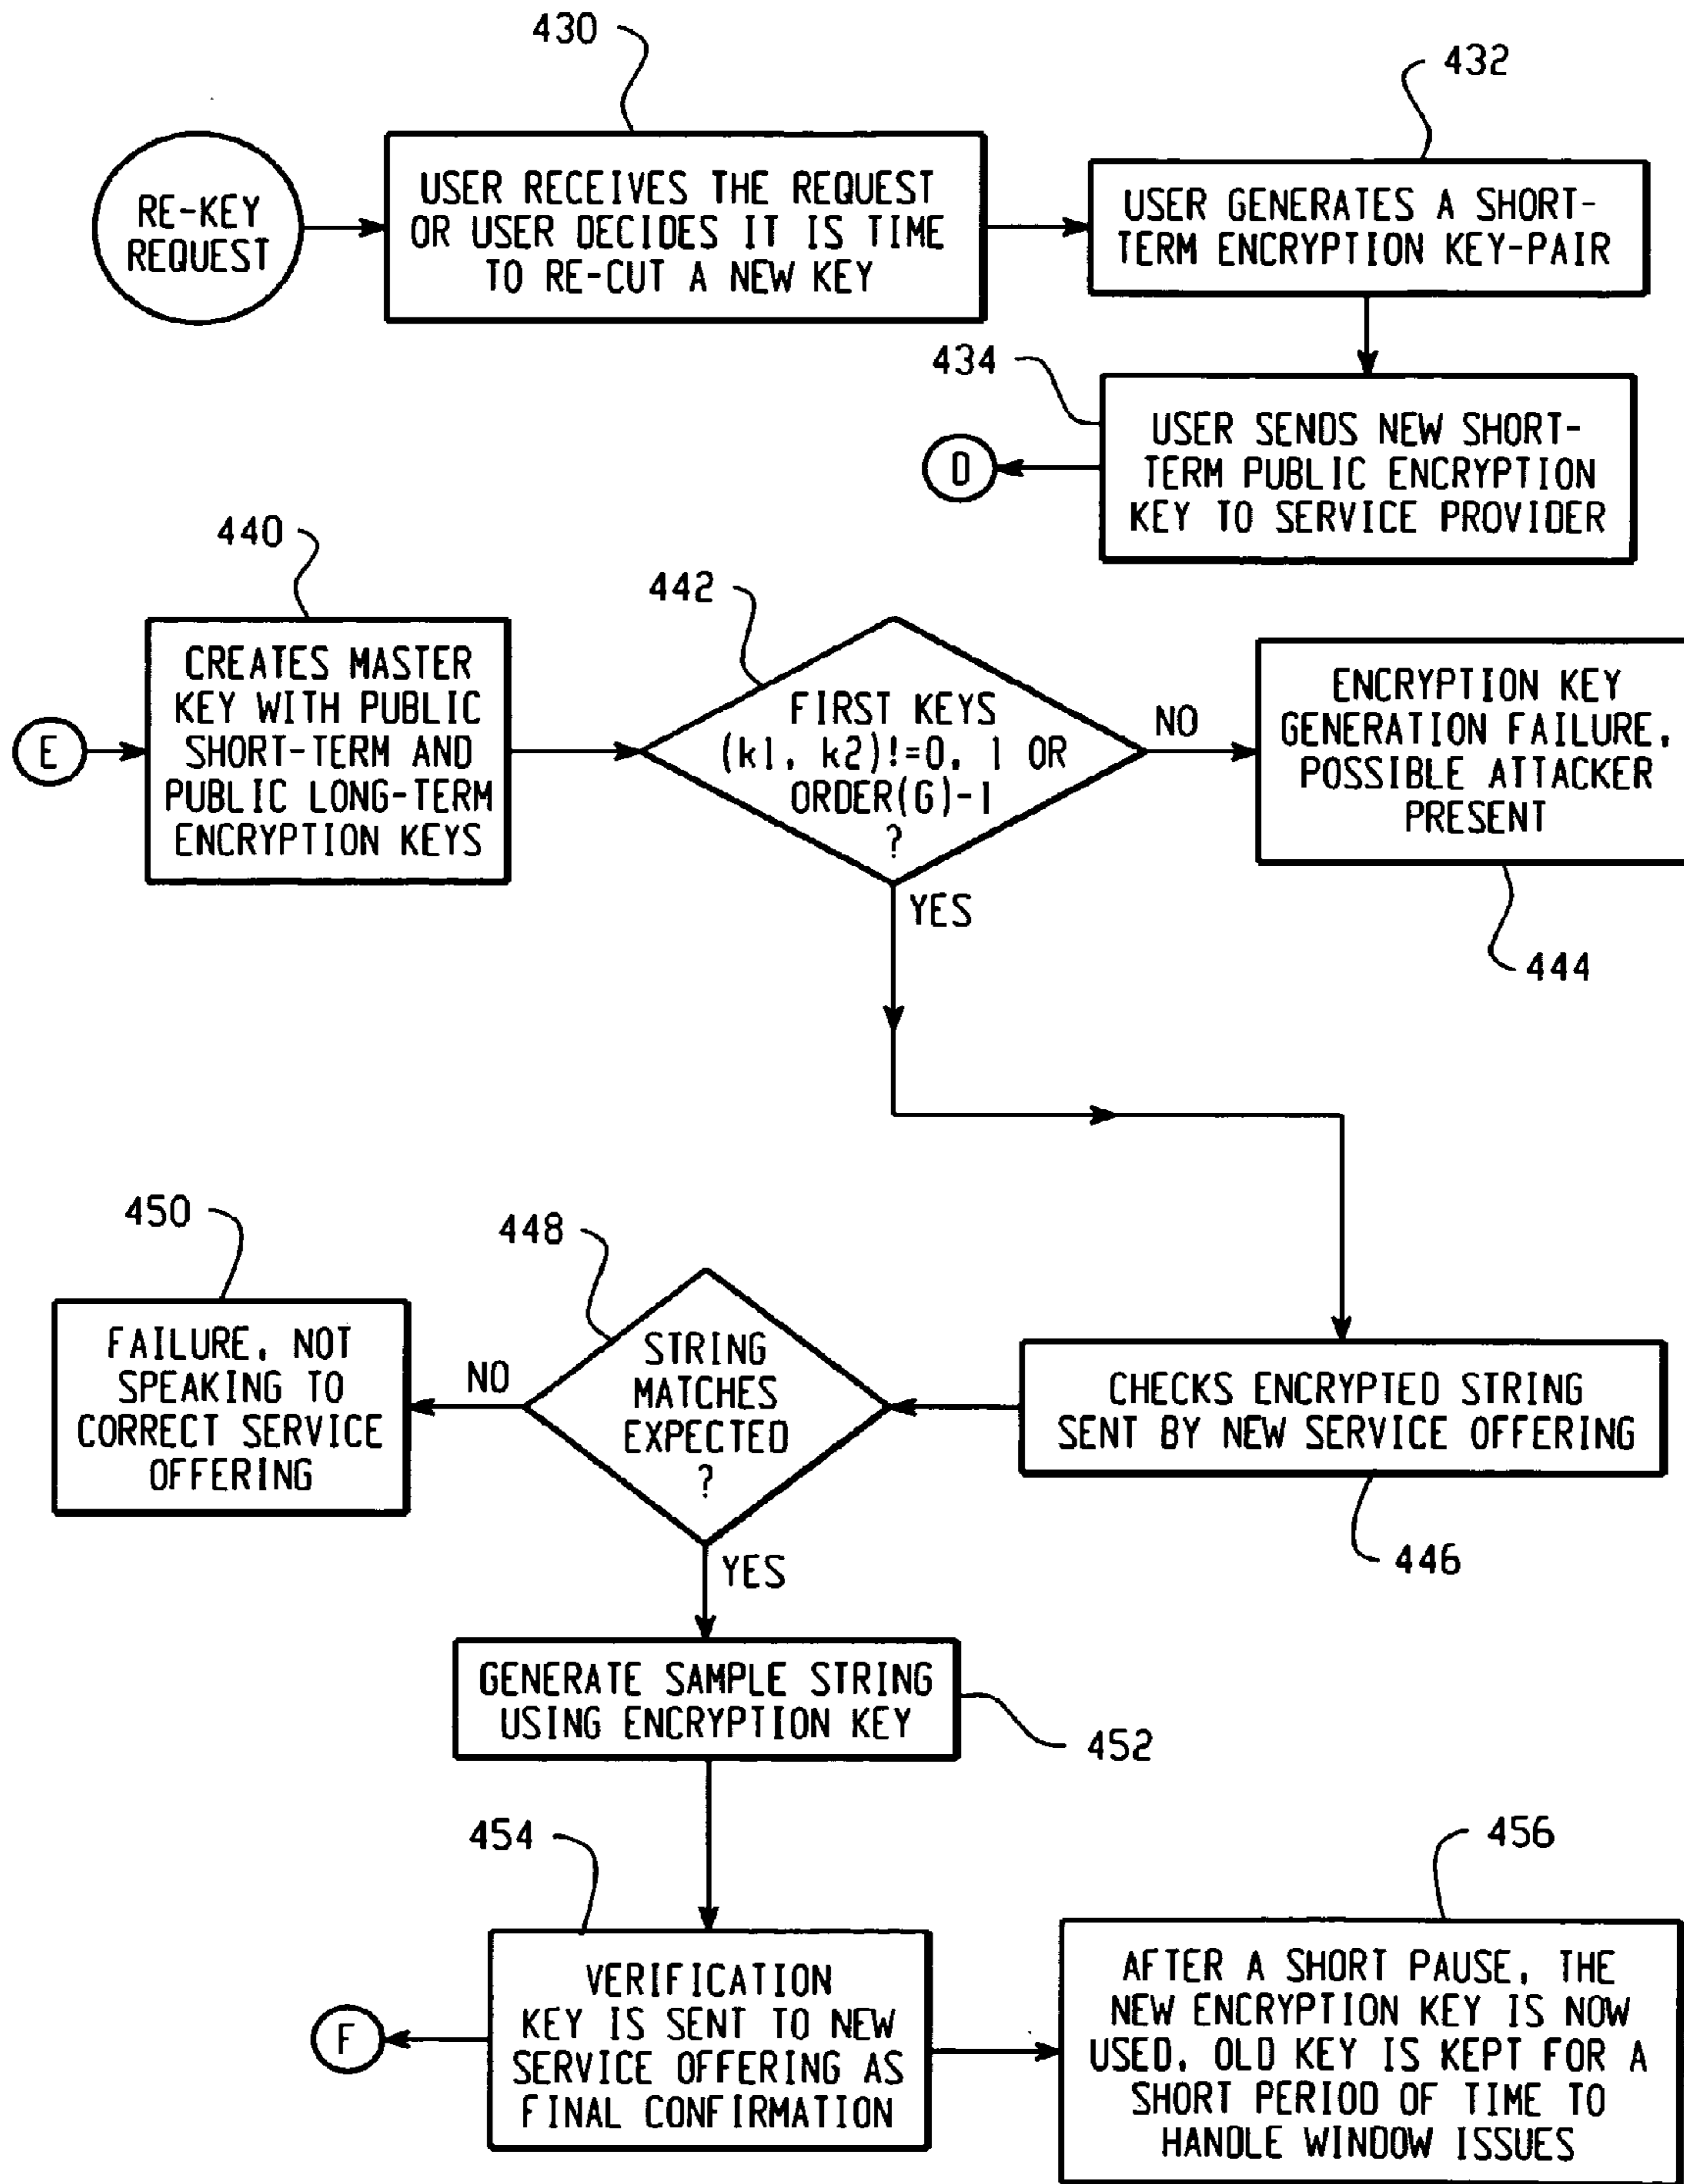 430
432
RE-KEY
REQUEST
USER RECEIVES THE REQUEST
OR USER DECIDES IT IS TIME
TO RE-CUT A NEW KEY
USER GENERATES A SHORT-
TERM ENCRYPTION KEY-PAIR
434
USER SENDS NEW SHORT-
TERM PUBLIC ENCRYPTION
KEY TO SERVICE PROVIDER
D
440
442
E
CREATES MASTER
KEY WITH PUBLIC
SHORT-TERM AND
PUBLIC LONG-TERM
ENCRYPTION KEYS
FIRST KEYS
(k1, k2)!=0, 1 OR
ORDER(G)-1
?
NO
YES
ENCRYPTION KEY
GENERATION FAILURE,
POSSIBLE ATTACKER
PRESENT
444
450
448
FAILURE, NOT
SPEAKING TO
CORRECT SERVICE
OFFERING
NO
STRING
MATCHES
EXPECTED
?
YES
CHECKS ENCRYPTED STRING
SENT BY NEW SERVICE OFFERING
446
GENERATE SAMPLE STRING
USING ENCRYPTION KEY
452
454
456
F
VERIFICATION
KEY IS SENT TO NEW
SERVICE OFFERING AS
FINAL CONFIRMATION
AFTER A SHORT PAUSE, THE
NEW ENCRYPTION KEY IS NOW
USED, OLD KEY IS KEPT FOR A
SHORT PERIOD OF TIME TO
HANDLE WINDOW ISSUES